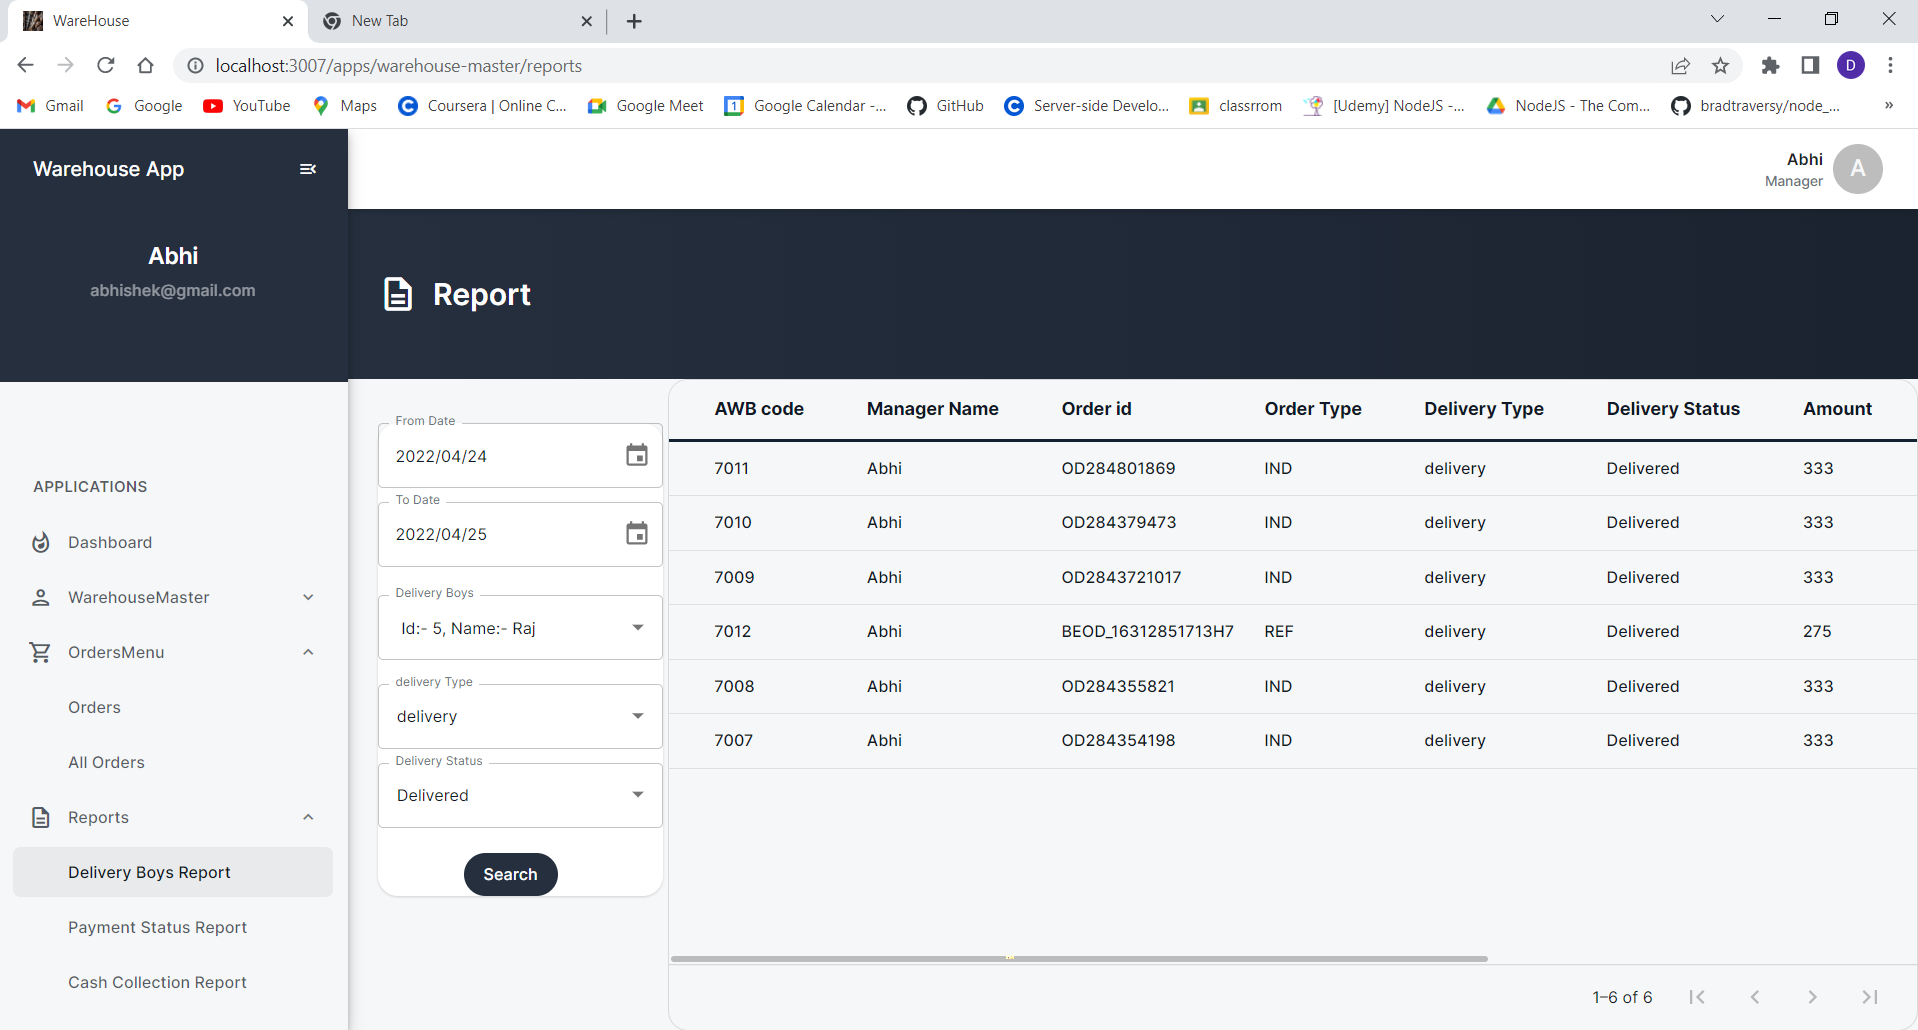 WareHouse
New Tab
localhost:3007/apps/warehouse-master/reports
D
Gmail
Google
YouTube
Maps
Coursera | Online C...
Google Meet
1
Google Calendar -...
GitHub
Server-side Develo...
classrrom
[Udemy] NodeJS -...
NodeJS - The Com...
bradtraversy/node_...
»
Warehouse App
Abhi
Manager
A
Abhi
abhishek@gmail.com
Report
APPLICATIONS
Dashboard
WarehouseMaster
OrdersMenu
Orders
All Orders
Reports
Delivery Boys Report
Payment Status Report
Cash Collection Report
From Date
2022/04/24
To Date
2022/04/25
Delivery Boys
Id:- 5, Name:- Raj
delivery Type
delivery
Delivery Status
Delivered
Search
AWB code Manager Name Order id Order Type Delivery Type Delivery Status Amount
7011 Abhi OD284801869 IND delivery Delivered 333
7010 Abhi OD284379473 IND delivery Delivered 333
7009 Abhi OD2843721017 IND delivery Delivered 333
7012 Abhi BEOD_16312851713H7 REF delivery Delivered 275
7008 Abhi OD284355821 IND delivery Delivered 333
7007 Abhi OD284354198 IND delivery Delivered 333
1–6 of 6